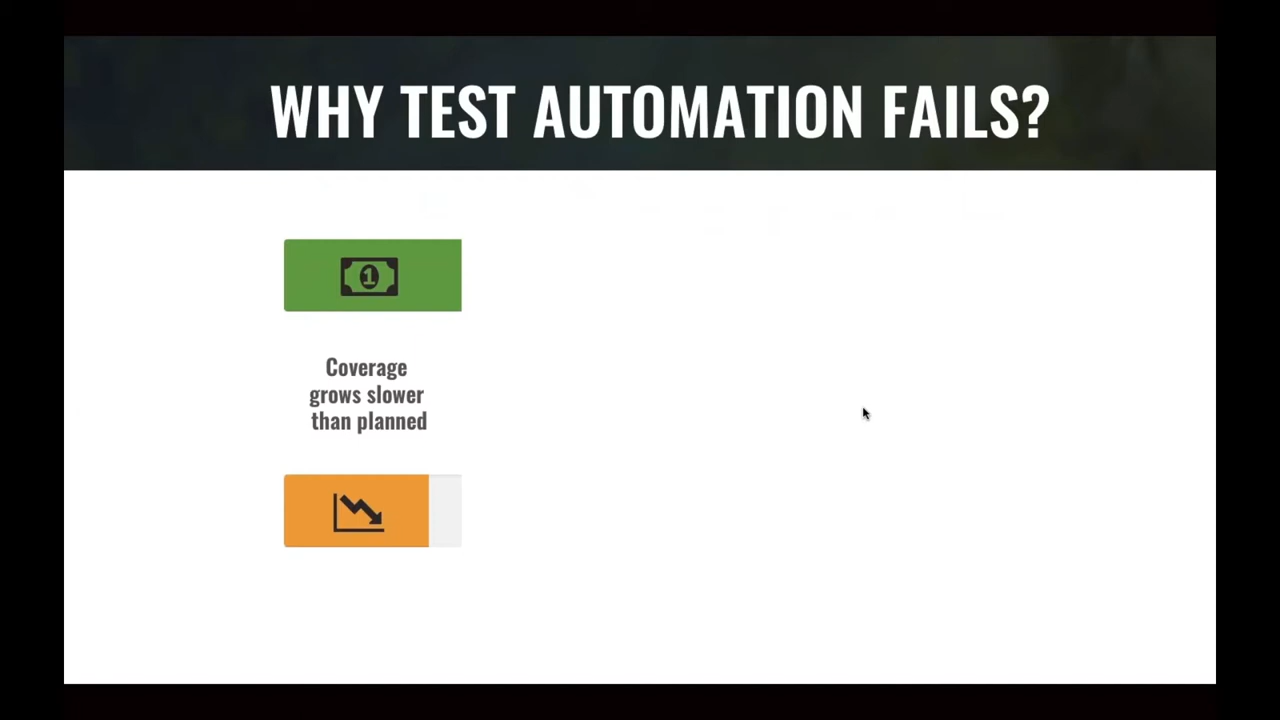 WHY TEST AUTOMATION FAILS?
1
Coverage
grows slower
than planned